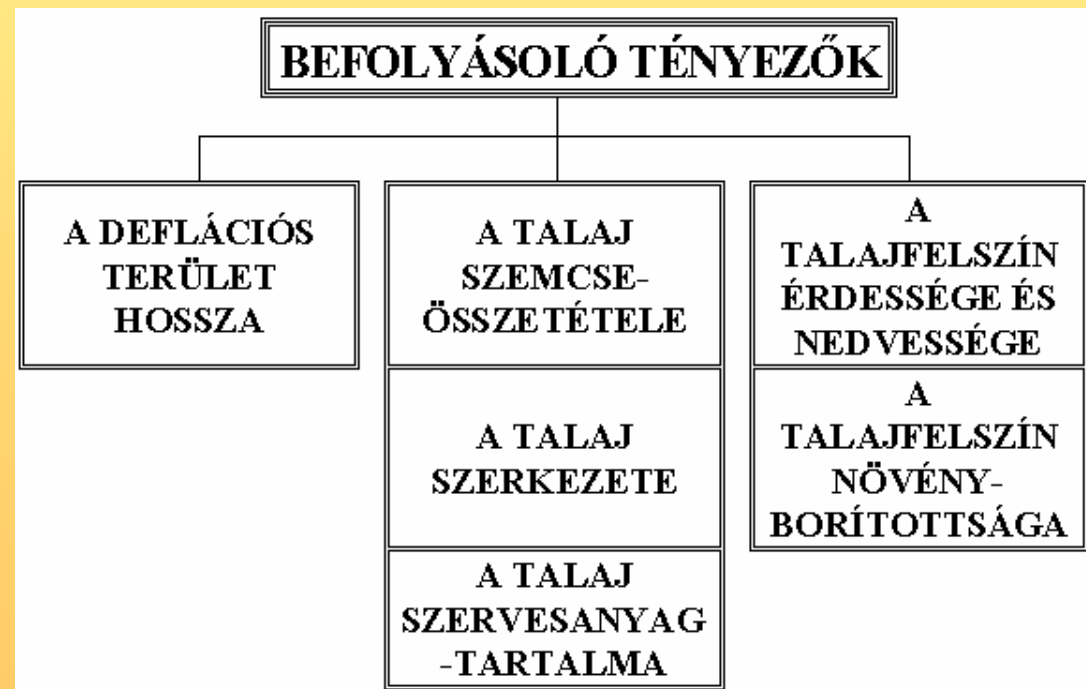 BEFOLYÁSOLÓ TÉNYEZŐK
A DEFLÁCIÓS
TERÜLET
HOSSZA
A TALAJ
SZEMCSE-
ÖSSZETÉTELE
A TALAJ
SZERKEZETE
A TALAJ
SZERVESANYAG
-TARTALMA
A
TALAJFELSZÍN
ÉRDESSÉGE ÉS
NEDVESSÉGE
A
TALAJFELSZÍN
NÖVÉNY-
BORÍTOTTSÁGA